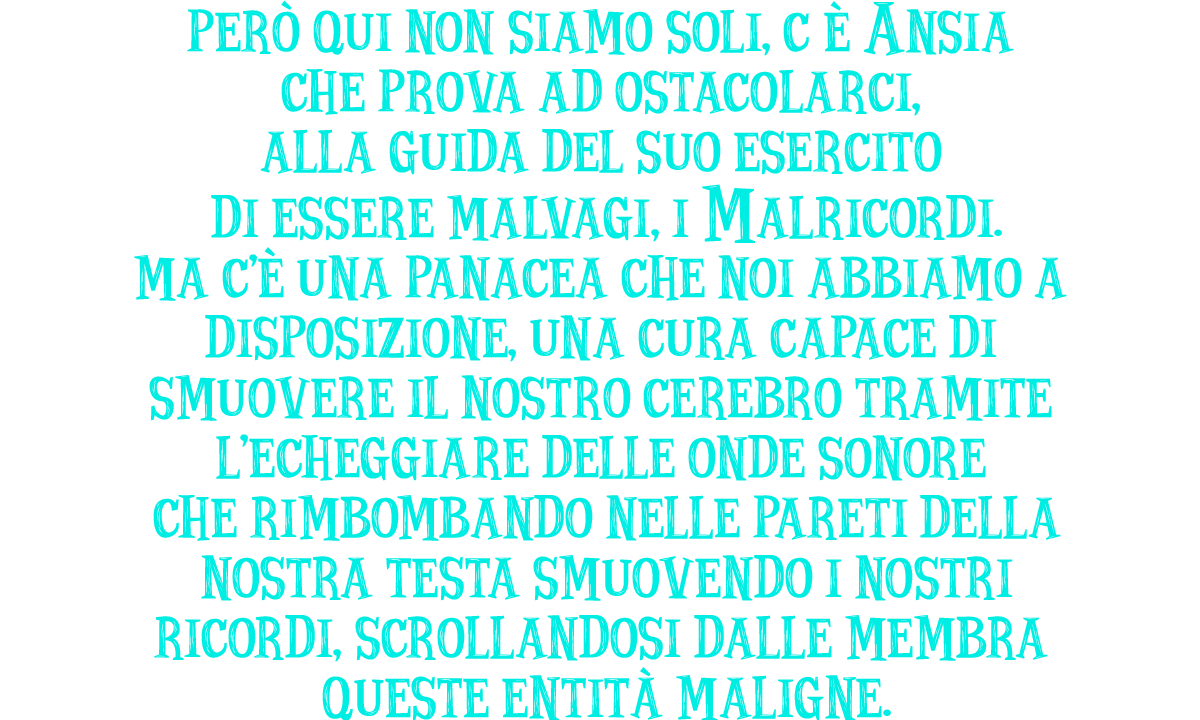 però qui non siamo soli, c è Ansia
che prova ad ostacolarci,
alla guida del suo esercito
di essere malvagi, i Malricordi.
ma c'è una panacea che noi abbiamo a
disposizione, una cura capace di
smuovere il nostro cerebro tramite
l'echeggiare delle onde sonore
che rimbombando nelle pareti della
nostra testa smuovendo i nostri
ricordi, scrollandosi dalle membra
queste entità maligne.